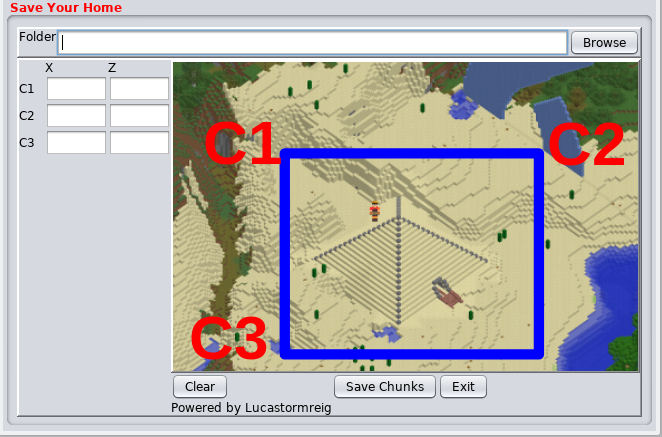 Save Your Home
Folder
Browse
X Z
C1
C2
C3
C1
C2
C3
Clear
Save Chunks
Exit
Powered by Lucastormreig